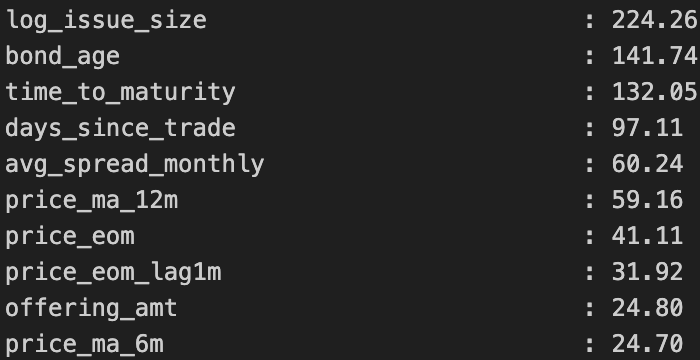 log_issue_size : 224.26
bond_age : 141.74
time_to_maturity : 132.05
days_since_trade : 97.11
avg_spread_monthly : 60.24
price_ma_12m : 59.16
price_eom : 41.11
price_eom_lag1m : 31.92
offering_amt : 24.80
price_ma_6m : 24.70